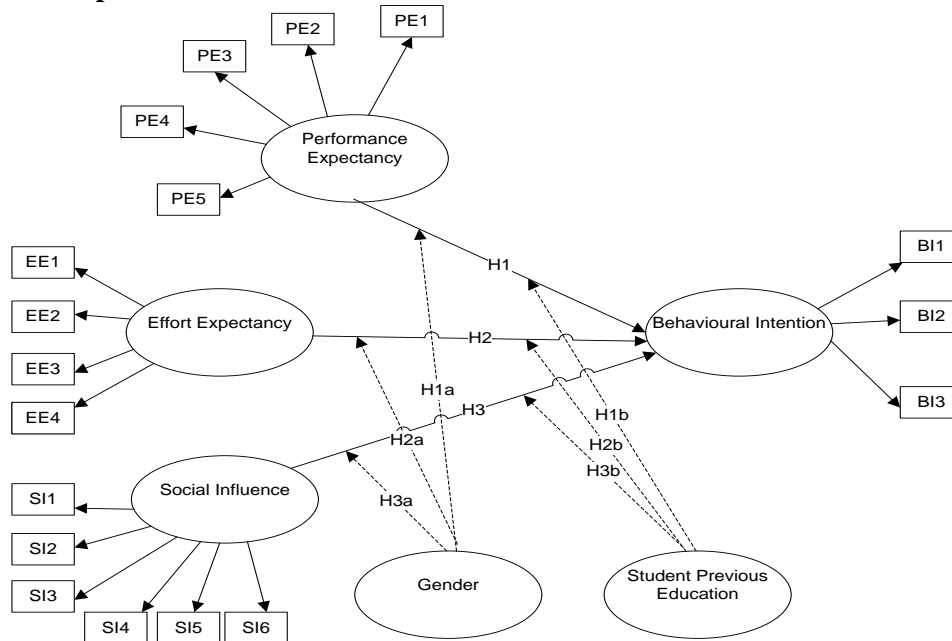 PE1
PE2
PE3
PE4
PE5
Performance
Expectancy
H1
EE1
EE2
EE3
EE4
Effort Expectancy
H2
Behavioural Intention
BI1
BI2
BI3
H1a
H3
H2a
H1b
H2b
H3b
H3a
Social Influence
SI1
SI2
SI3
SI4
SI5
SI6
Gender
Student Previous
Education